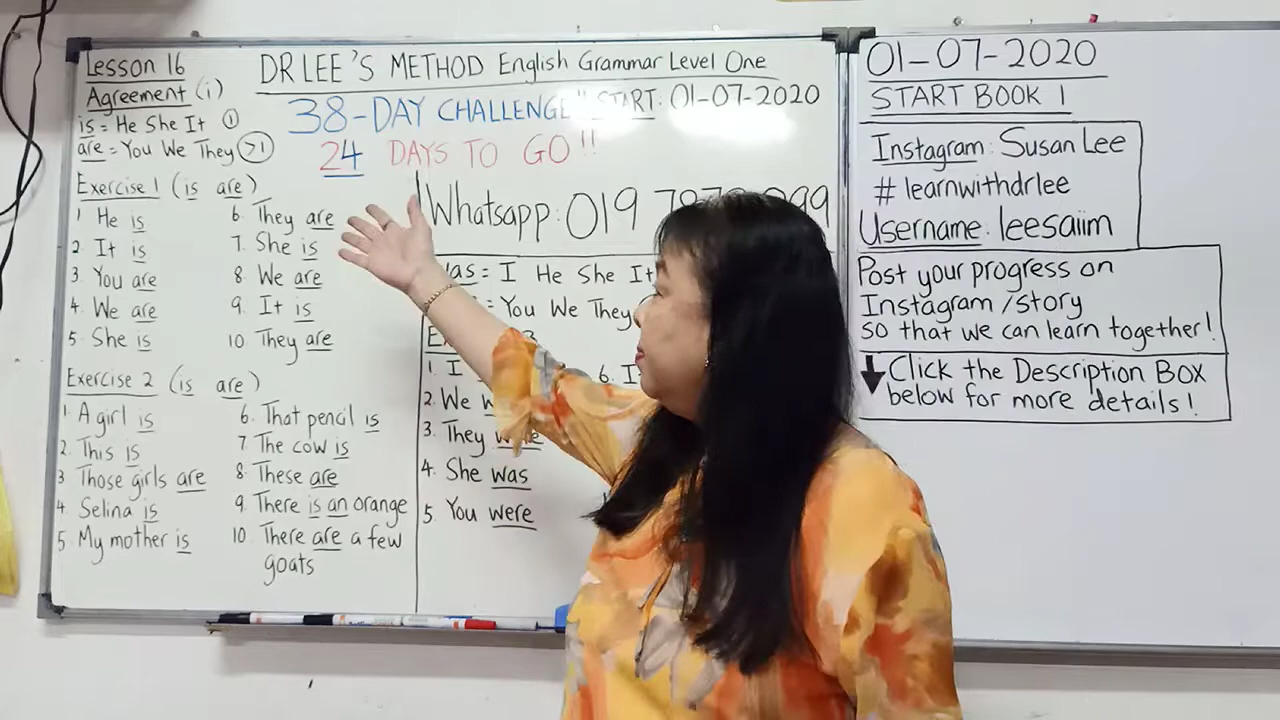 Lesson 16
Agreement (i)
is = He She It ①
are = You We They >1
DR LEE'S METHOD English Grammar Level One
38-DAY CHALLENGE" START: 01-07-2020
24 DAYS TO GO!!
Whatsapp: 019
Exercise 1 (is are)
1 He is
2. It is
3. You are
4. We are
5. She is
6. They are
7. She is
8 We are
9. It is
10. They are
Exercise 2 (is are)
1. A girl is
2. This is
3 Those girls are
4. Selina is
5. My mother is
6. That pencil is
7. The cow is
8. These are
9. There is an orange
10. There are a few
goats
was = I He She It
= You We They
1. I
2. We
3. They were
4. She was
5. You were
6. I
01-07-2020
START BOOK 1
Instagram: Susan Lee
# learnwithdrlee
Username: leesaiim
Post your progress on
Instagram /story
so that we can learn together!
Click the Description Box
below for more details!